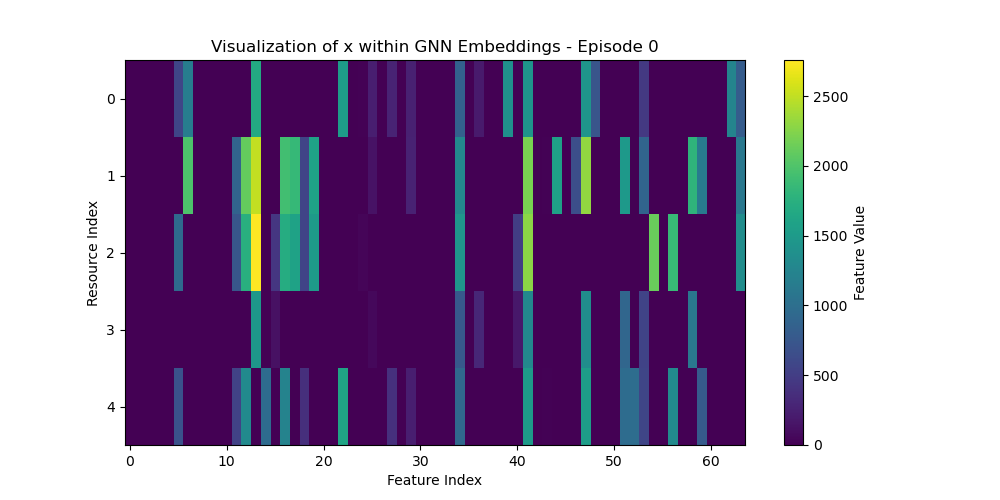 Visualization of x within GNN Embeddings - Episode 0
Resource Index
0
1
2
3
4
0 10 20 30 40 50 60
Feature Index
2500
2000
1500
1000
500
0
Feature Value